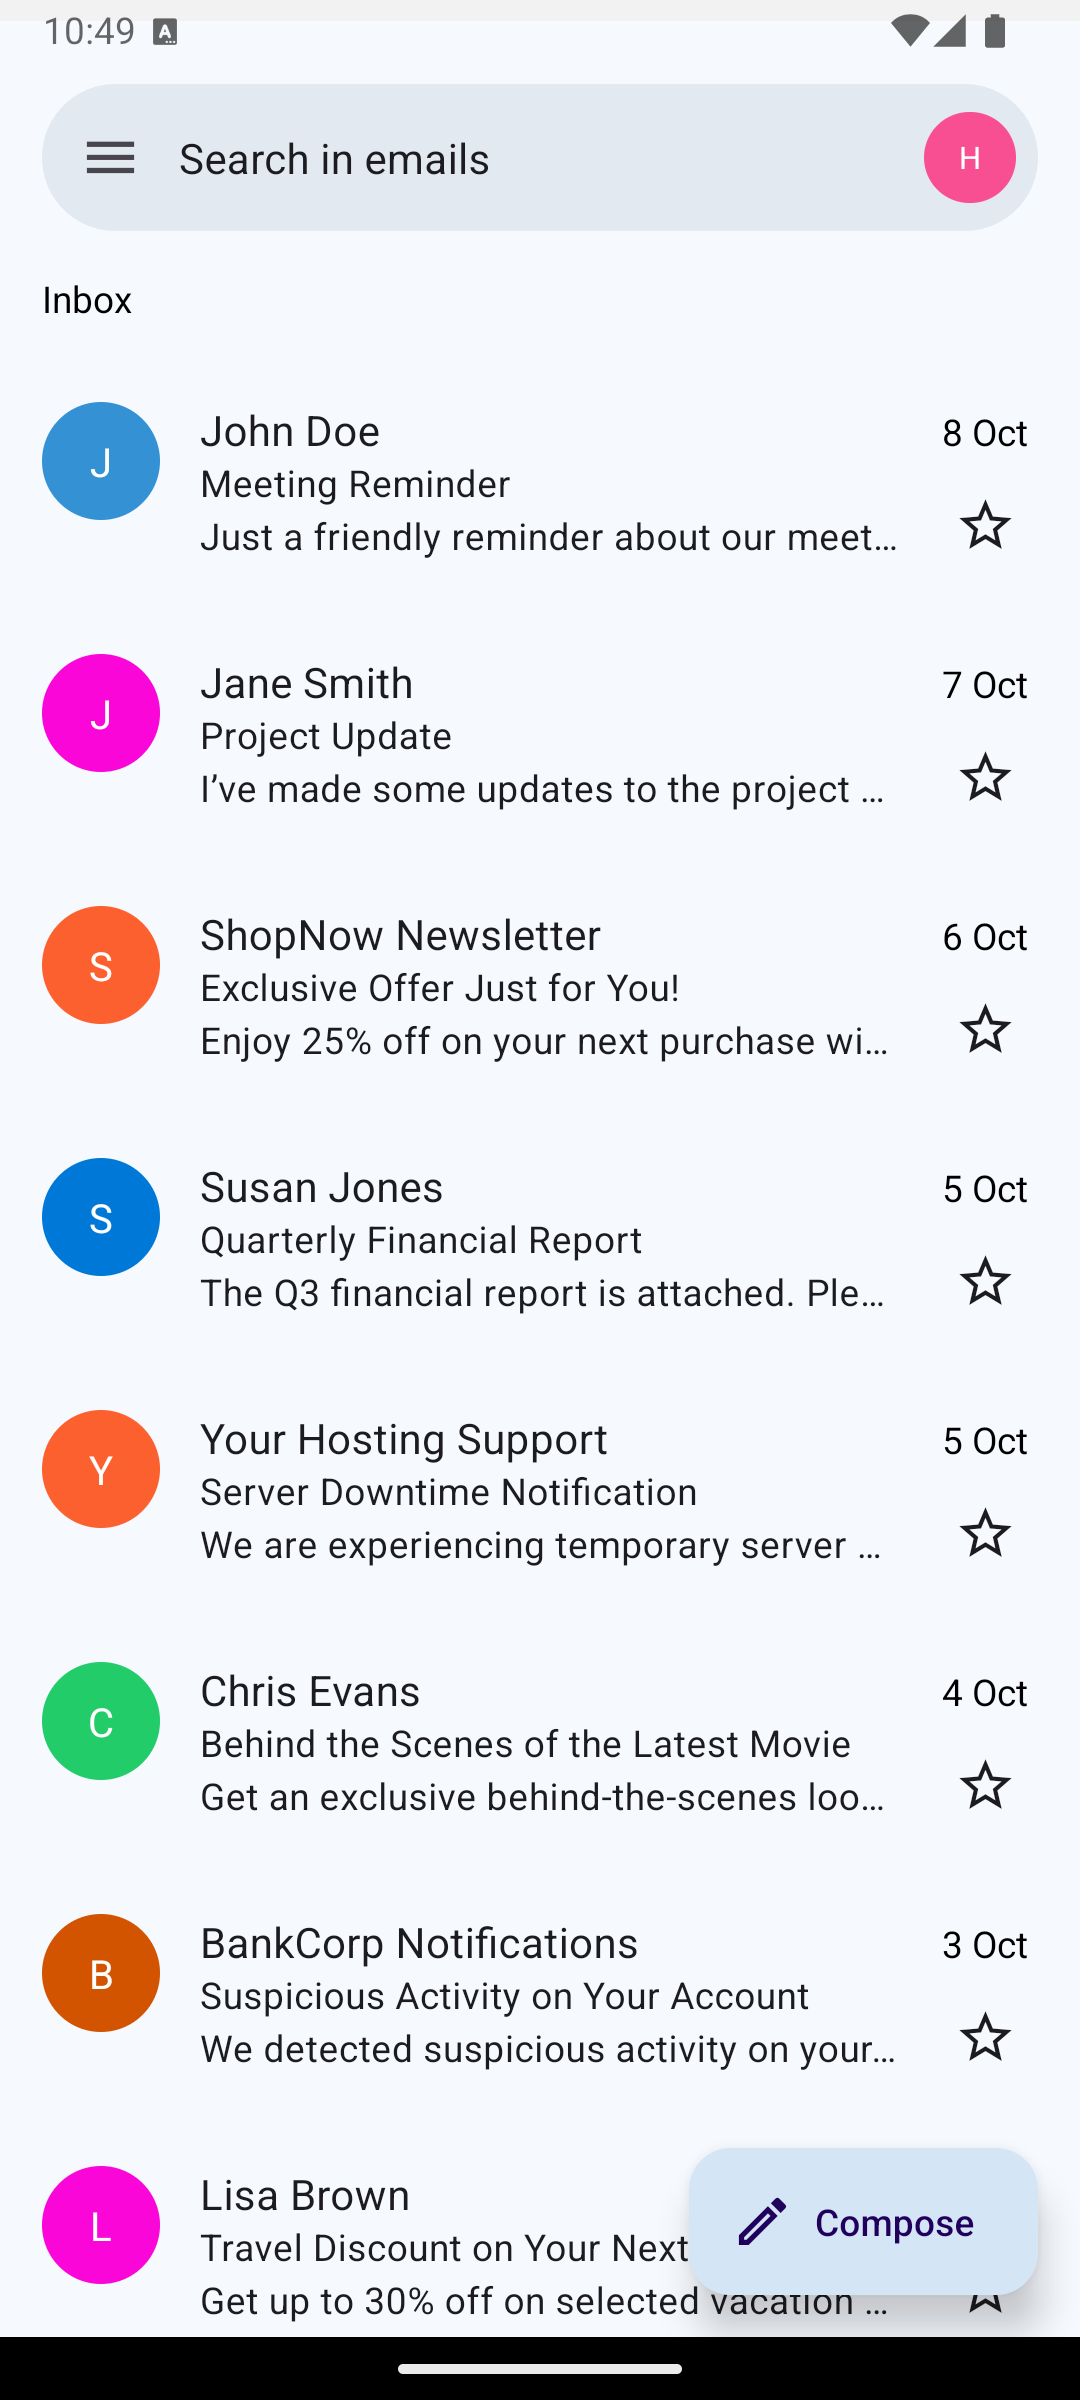 10:49
Search in emails
H
Inbox
J
John Doe
8 Oct
Meeting Reminder
Just a friendly reminder about our meet…
J
Jane Smith
7 Oct
Project Update
I’ve made some updates to the project …
S
ShopNow Newsletter
6 Oct
Exclusive Offer Just for You!
Enjoy 25% off on your next purchase wi…
S
Susan Jones
5 Oct
Quarterly Financial Report
The Q3 financial report is attached. Ple…
Y
Your Hosting Support
5 Oct
Server Downtime Notification
We are experiencing temporary server …
C
Chris Evans
4 Oct
Behind the Scenes of the Latest Movie
Get an exclusive behind-the-scenes loo…
B
BankCorp Notifications
3 Oct
Suspicious Activity on Your Account
We detected suspicious activity on your…
L
Lisa Brown
Travel Discount on Your Next
Get up to 30% off on selected vacation …
Compose